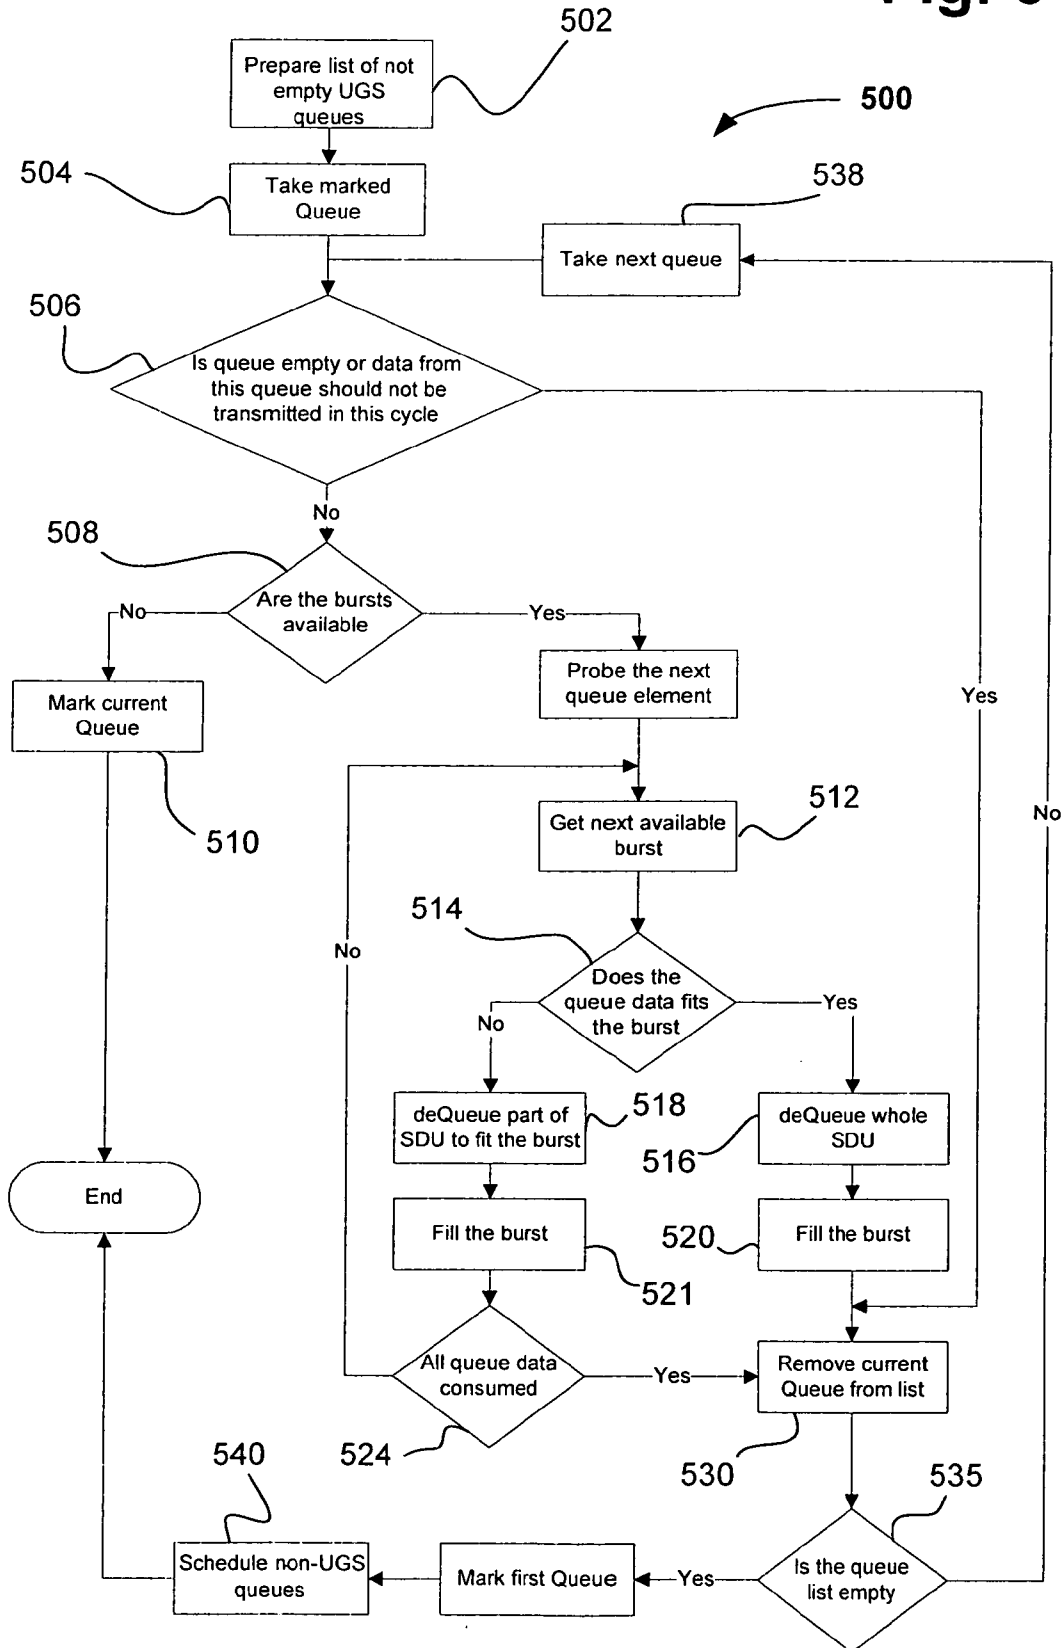 502
Prepare list of not
empty UGS
queues
500
504
Take marked
Queue
538
Take next queue
506
Is queue empty or data from
this queue should not be
transmitted in this cycle
No
508
Are the bursts
available
No
Yes
Mark current
Queue
510
Probe the next
queue element
Yes
No
Get next available
burst
512
514
No
Does the
queue data fits
the burst
No
Yes
deQueue part of
SDU to fit the burst
518
deQueue whole
SDU
516
End
Fill the burst
521
Fill the burst
520
All queue data
consumed
Yes
524
Remove current
Queue from list
530
535
540
Schedule non-UGS
queues
Mark first Queue
Yes
Is the queue
list empty